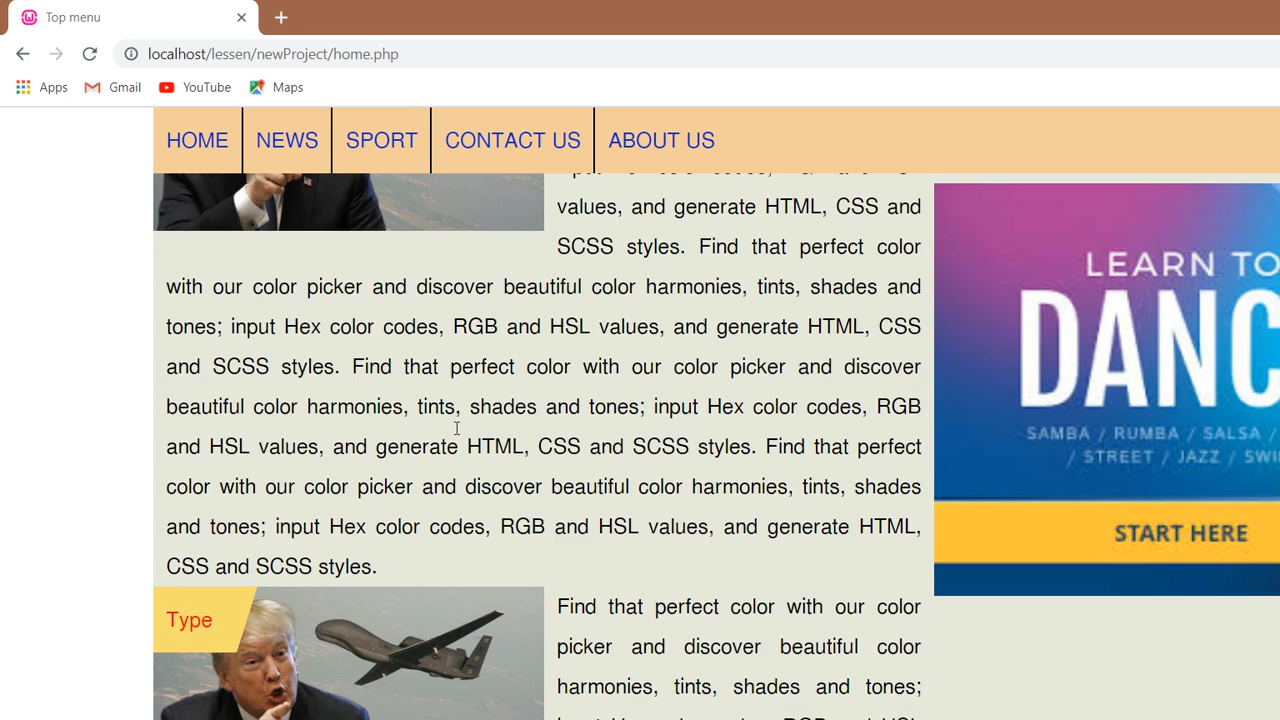 Top menu
localhost/lessen/newProject/home.php
Apps Gmail YouTube Maps
HOME NEWS SPORT CONTACT US ABOUT US
values, and generate HTML, CSS and
SCSS styles. Find that perfect color
with our color picker and discover beautiful color harmonies, tints, shades and
tones; input Hex color codes, RGB and HSL values, and generate HTML, CSS
and SCSS styles. Find that perfect color with our color picker and discover
beautiful color harmonies, tints, shades and tones; input Hex color codes, RGB
and HSL values, and generate HTML, CSS and SCSS styles. Find that perfect
color with our color picker and discover beautiful color harmonies, tints, shades
and tones; input Hex color codes, RGB and HSL values, and generate HTML,
CSS and SCSS styles.
Type
Find that perfect color with our color
picker and discover beautiful color
harmonies, tints, shades and tones;
LEARN TO
DANC
SAMBA / RUMBA / SALSA /
/ STREET / JAZZ / SWI
START HERE